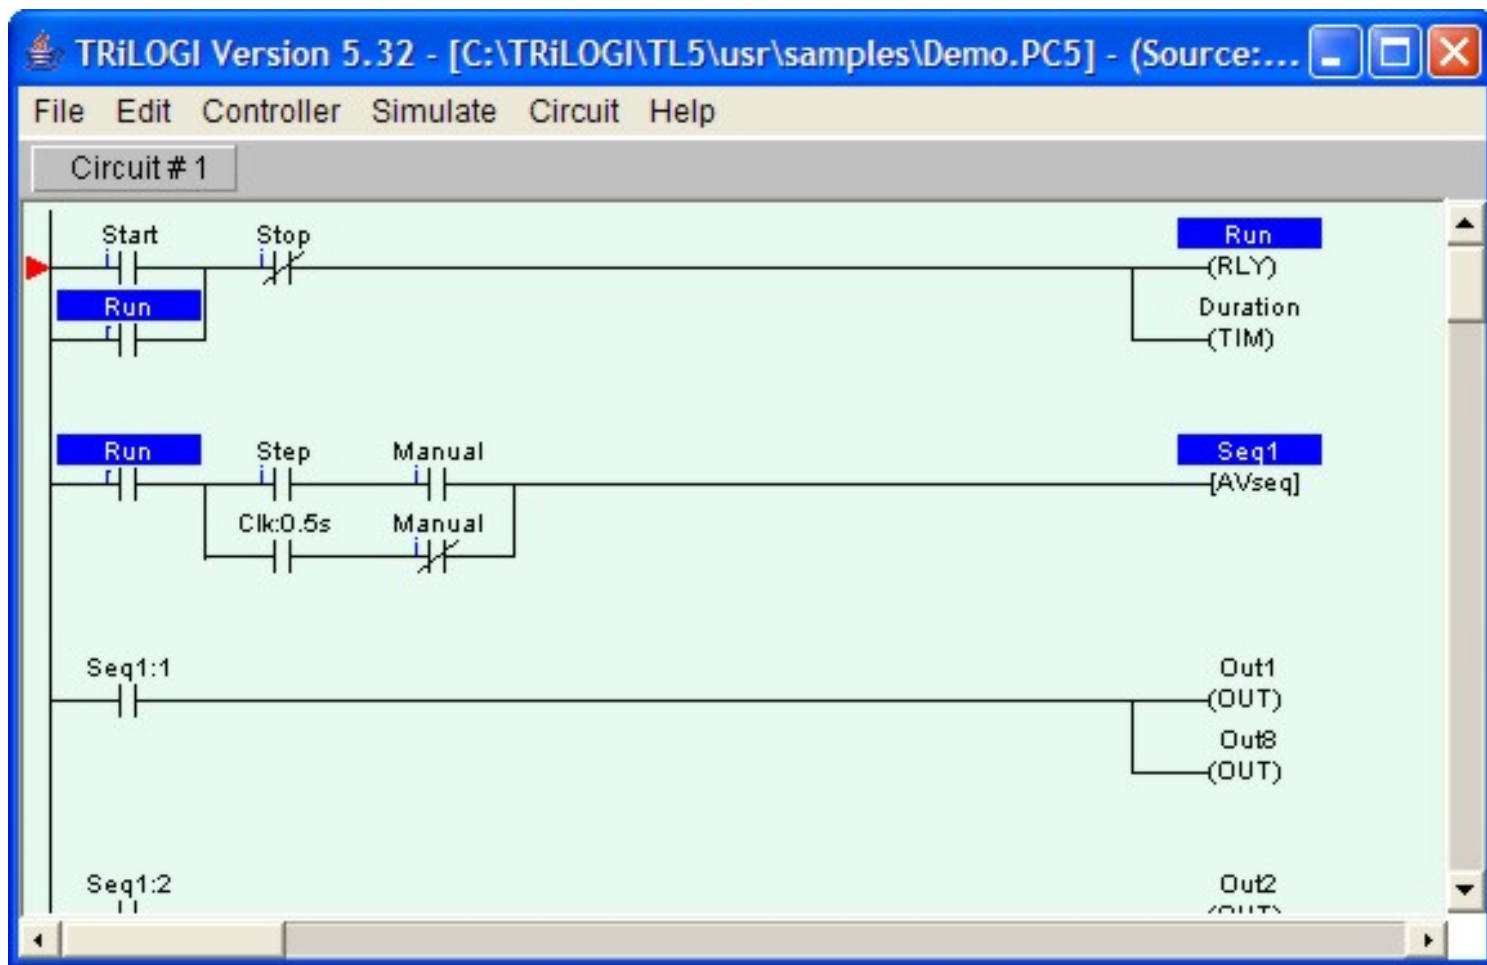 TRiLOGI Version 5.32 - [C:\TRiLOGI\TL5\usr\samples\Demo.PC5] - (Source:...
File Edit Controller Simulate Circuit Help
Circuit # 1
Start Stop Run
i i (RLY)
Run Duration
r (TIM)
Run Step Manual Seq1
r i i [AVseq]
Clk:0.5s Manual
i
Seq1:1 Out1
(OUT)
Out8
(OUT)
Seq1:2 Out2
(OUT)